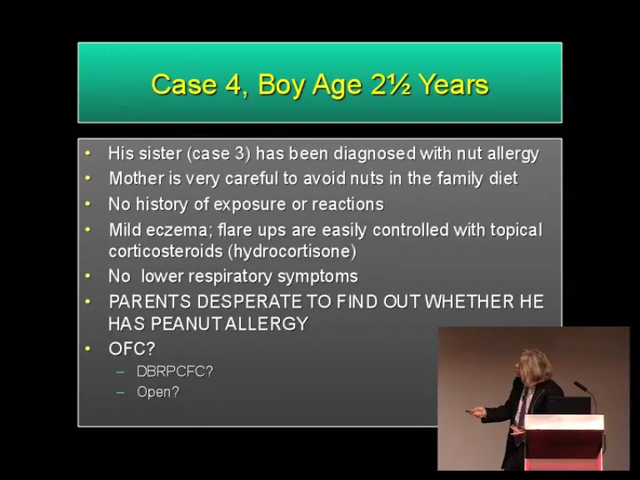 Case 4, Boy Age 2½ Years
• His sister (case 3) has been diagnosed with nut allergy
• Mother is very careful to avoid nuts in the family diet
• No history of exposure or reactions
• Mild eczema; flare ups are easily controlled with topical
corticosteroids (hydrocortisone)
• No lower respiratory symptoms
• PARENTS DESPERATE TO FIND OUT WHETHER HE
HAS PEANUT ALLERGY
• OFC?
– DBRPCFC?
– Open?